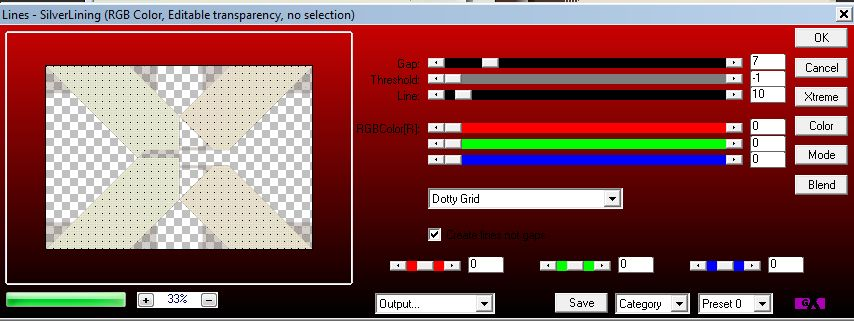 Lines - SilverLining (RGB Color, Editable transparency, no selection)
OK
Gap: 7
Cancel
Threshold: -1
Line: 10
Xtreme
RGBColor[R]: 0
Color
0
0
Mode
Blend
Dotty Grid
Create lines not gaps
0 0 0
+ 33% -
Output...
Save
Category
Preset 0